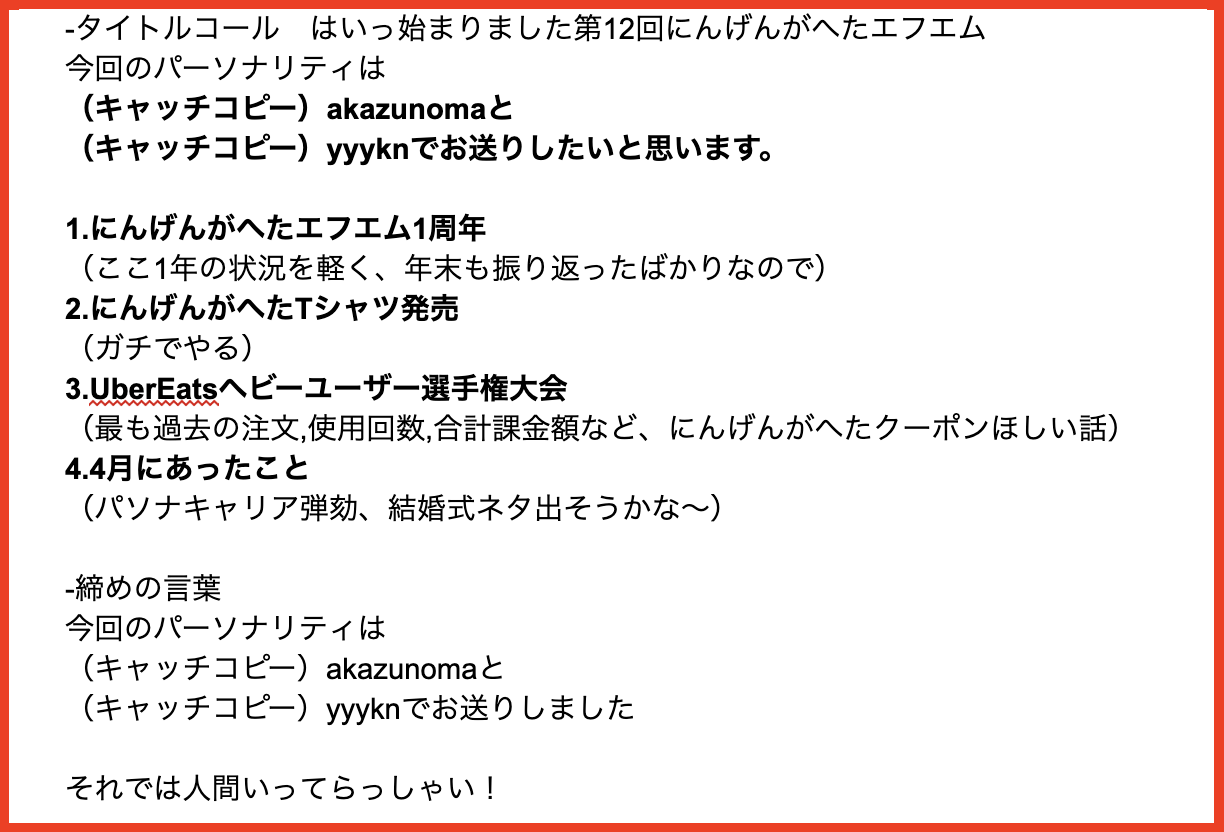 -タイトルコール　はいっ始まりました第12回にんげんがへたエフエム
今回のパーソナリティは
（キャッチコピー）akazunomaと
（キャッチコピー）yyyknでお送りしたいと思います。
1.にんげんがへたエフエム1周年
（ここ1年の状況を軽く、年末も振り返ったばかりなので）
2.にんげんがへたTシャツ発売
（ガチでやる）
3.UberEatsヘビーユーザー選手権大会
（最も過去の注文,使用回数,合計課金額など、にんげんがへたクーポンほしい話）
4.4月にあったこと
（パソナキャリア弾劾、結婚式ネタ出そうかな〜）
-締めの言葉
今回のパーソナリティは
（キャッチコピー）akazunomaと
（キャッチコピー）yyyknでお送りしました
それでは人間いってらっしゃい！